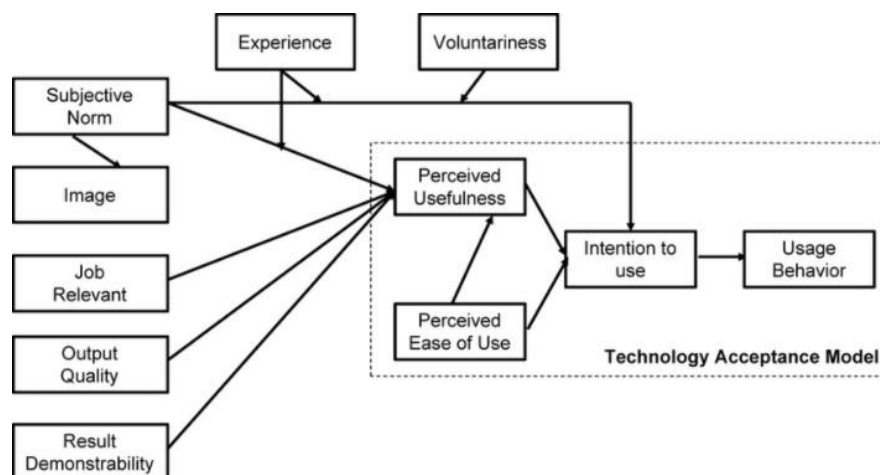 Experience
Voluntariness
Subjective
Norm
Image
Perceived
Usefulness
Job
Relevant
Intention to
use
Usage
Behavior
Perceived
Ease of Use
Output
Quality
Technology Acceptance Model
Result
Demonstrability